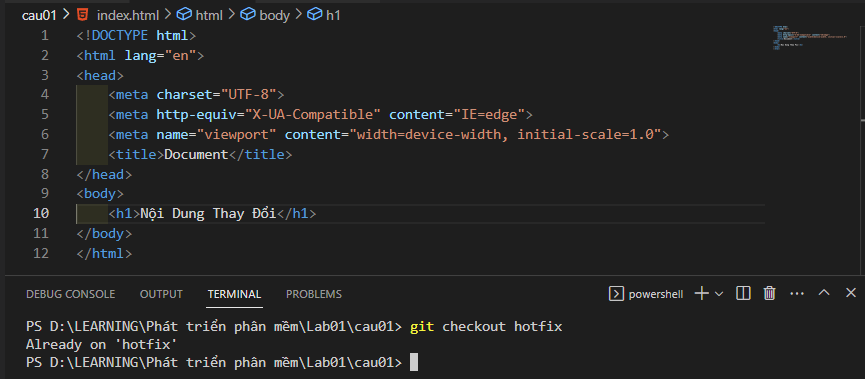 cau01 > index.html > html > body > h1
1 <!DOCTYPE html>
2 <html lang="en">
3 <head>
4 <meta charset="UTF-8">
5 <meta http-equiv="X-UA-Compatible" content="IE=edge">
6 <meta name="viewport" content="width=device-width, initial-scale=1.0">
7 <title>Document</title>
8 </head>
9 <body>
10 <h1>Nội Dung Thay Đổi</h1>
11 </body>
12 </html>
DEBUG CONSOLE OUTPUT TERMINAL PROBLEMS powershell
PS D:\LEARNING\Phát triển phân mềm\Lab01\cau01> git checkout hotfix
Already on 'hotfix'
PS D:\LEARNING\Phát triển phân mềm\Lab01\cau01>